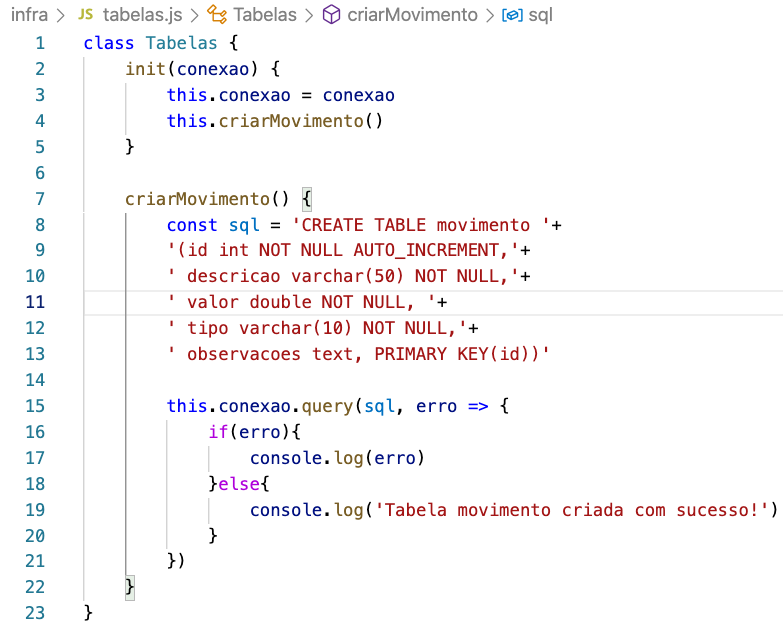 infra > JS tabelas.js > Tabelas > criarMovimento > sql
1 class Tabelas {
2     init(conexao) {
3         this.conexao = conexao
4         this.criarMovimento()
5     }
6
7     criarMovimento() {
8         const sql = 'CREATE TABLE movimento '+
9         '(id int NOT NULL AUTO_INCREMENT,'+
10         ' descricao varchar(50) NOT NULL,'+
11         ' valor double NOT NULL, '+
12         ' tipo varchar(10) NOT NULL,'+
13         ' observacoes text, PRIMARY KEY(id))'
14
15         this.conexao.query(sql, erro => {
16             if(erro){
17                 console.log(erro)
18             }else{
19                 console.log('Tabela movimento criada com sucesso!')
20             }
21         })
22     }
23 }